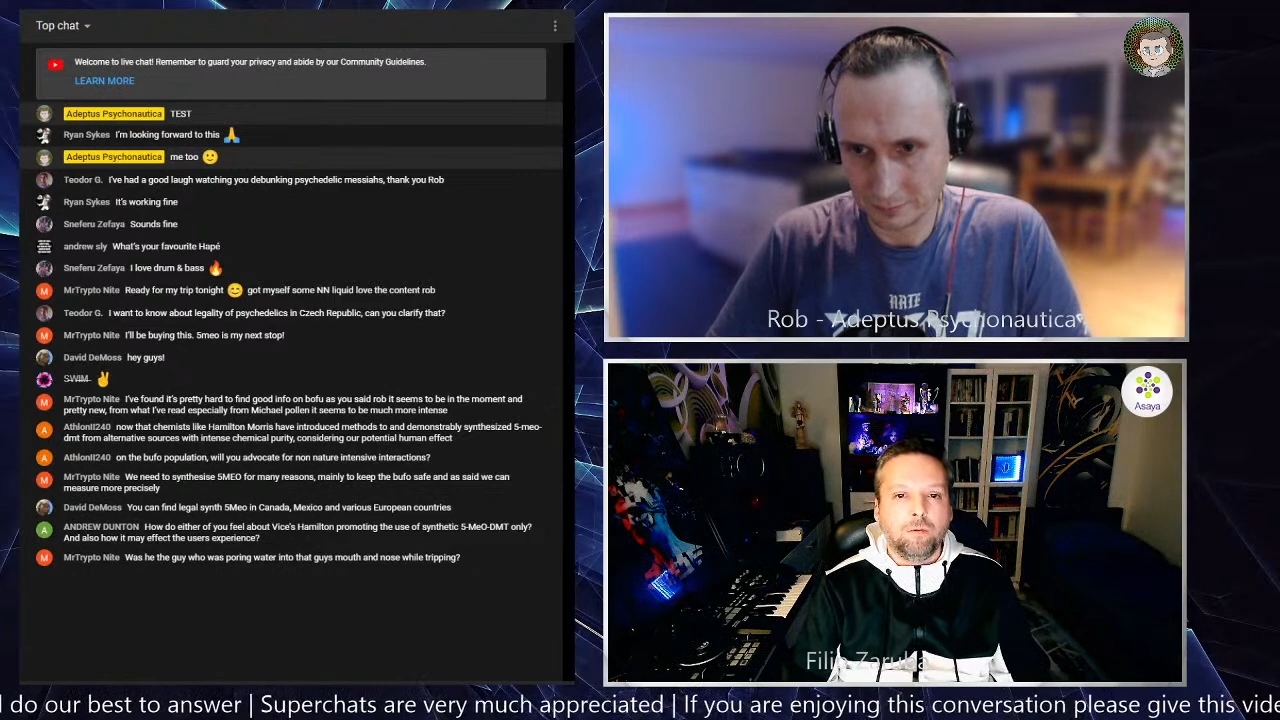 Top chat
Welcome to live chat! Remember to guard your privacy and abide by our Community Guidelines.
LEARN MORE
Adeptus Psychonautica TEST
Ryan Sykes I'm looking forward to this 🙏
Adeptus Psychonautica me too 🙂
Teodor G. I've had a good laugh watching you debunking psychedelic messiahs, thank you Rob
Ryan Sykes It's working fine
Sneferu Zefaya Sounds fine
andrew sly What's your favourite Hapé
Sneferu Zefaya I love drum & bass 🔥
MrTrypto Nite Ready for my trip tonight 😊 got myself some NN liquid love the content rob
Teodor G. I want to know about legality of psychedelics in Czech Republic, can you clarify that?
MrTrypto Nite I'll be buying this. 5meo is my next stop!
David DeMoss hey guys!
S̶W̶I̶M̶ ✌
MrTrypto Nite I've found it's pretty hard to find good info on bofu as you said rob it seems to be in the moment and
pretty new, from what I've read especially from Michael pollen it seems to be much more intense
AthlonII240 now that chemists like Hamilton Morris have introduced methods to and demonstrably synthesized 5-meo-
dmt from alternative sources with intense chemical purity, considering our potential human effect
AthlonII240 on the bufo population, will you advocate for non nature intensive interactions?
MrTrypto Nite We need to synthesise 5MEO for many reasons, mainly to keep the bufo safe and as said we can
measure more precisely
David DeMoss You can find legal synth 5Meo in Canada, Mexico and various European countries
ANDREW DUNTON How do either of you feel about Vice's Hamilton promoting the use of synthetic 5-MeO-DMT only?
And also how it may effect the users experience?
MrTrypto Nite Was he the guy who was poring water into that guys mouth and nose while tripping?
HATE
Rob - Adeptus Psychonautica
Asaya
Filip Zaruba
do our best to answer | Superchats are very much appreciated | If you are enjoying this conversation please give this vide